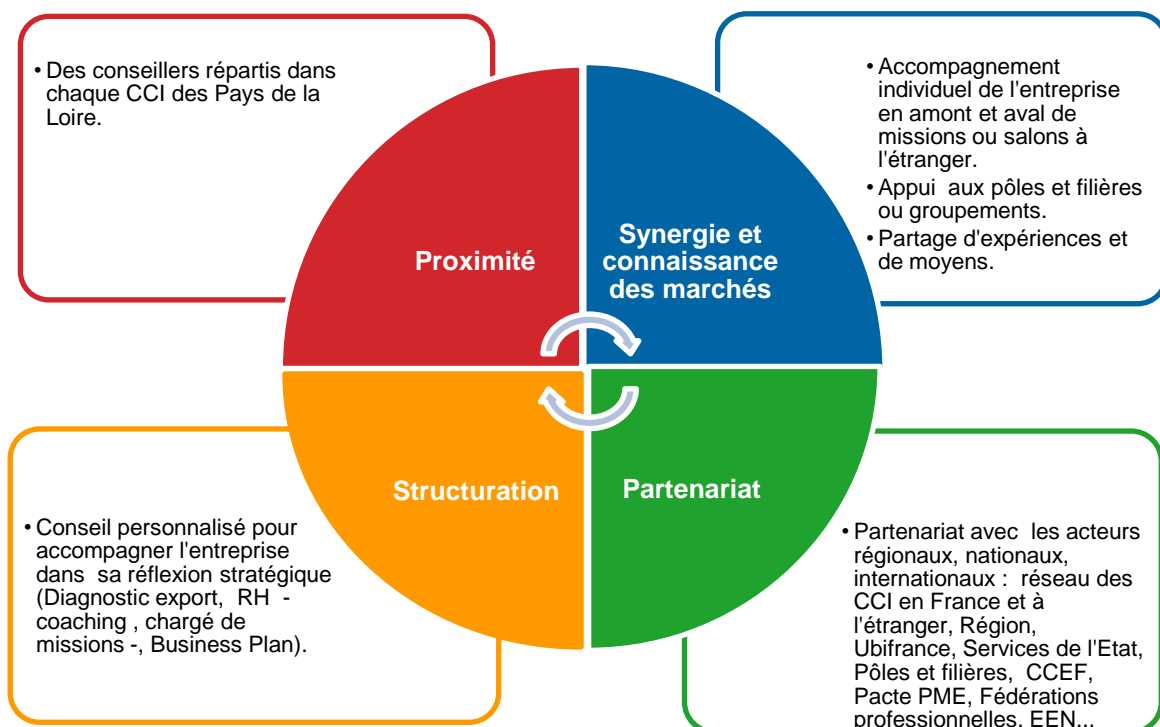 • Des conseillers répartis dans
chaque CCI des Pays de la
Loire.
• Accompagnement
individuel de l'entreprise
en amont et aval de
missions ou salons à
l'étranger.
• Appui aux pôles et filières
ou groupements.
• Partage d'expériences et
de moyens.
Proximité
Synergie et
connaissance
des marchés
Structuration
Partenariat
• Conseil personnalisé pour
accompagner l'entreprise
dans sa réflexion stratégique
(Diagnostic export, RH -
coaching , chargé de
missions -, Business Plan).
• Partenariat avec les acteurs
régionaux, nationaux,
internationaux : réseau des
CCI en France et à
l'étranger, Région,
Ubifrance, Services de l'Etat,
Pôles et filières, CCEF,
Pacte PME, Fédérations
professionnelles, EEN...